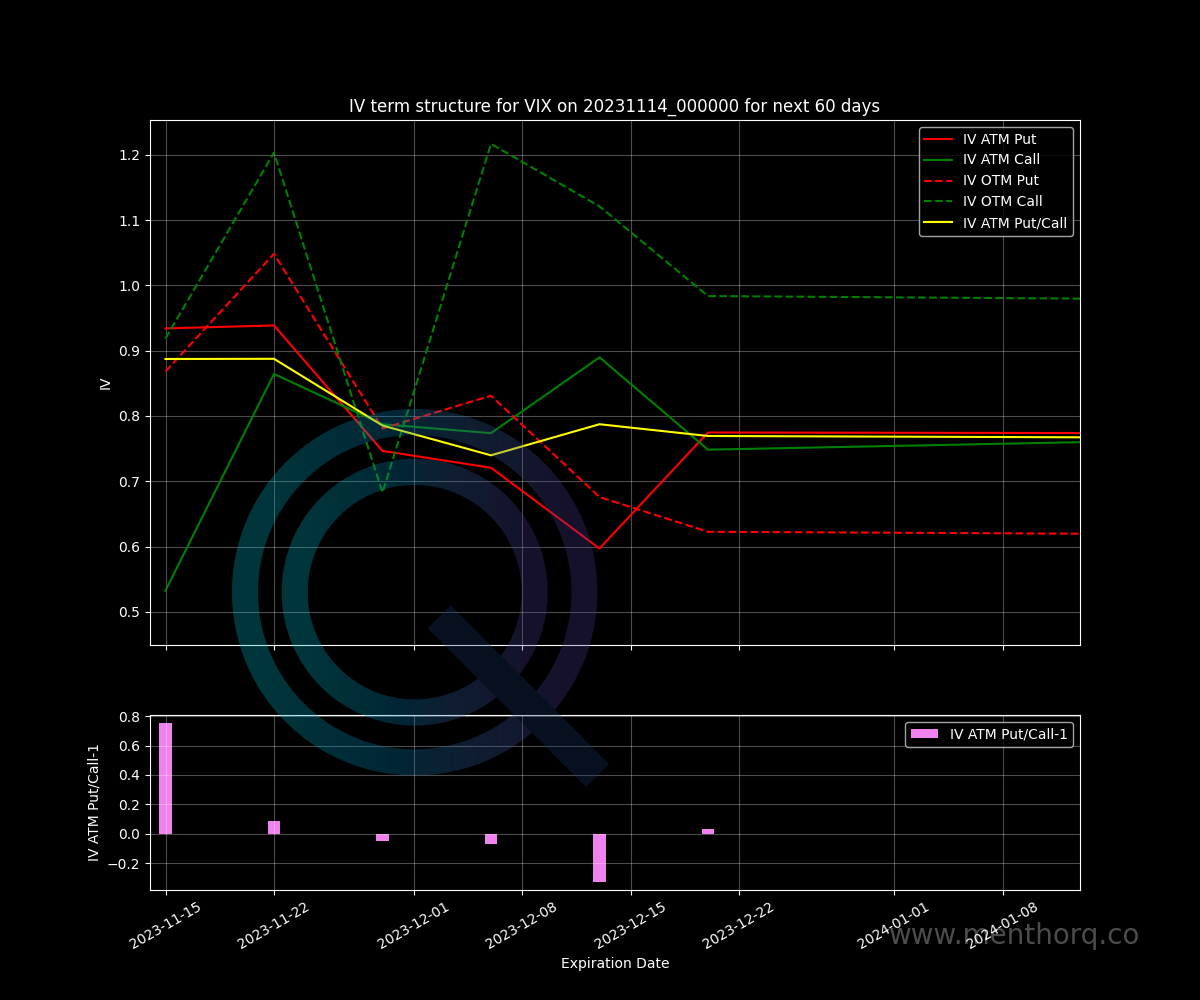 IV term structure for VIX on 20231114_000000 for next 60 days
IV ATM Put
IV ATM Call
IV OTM Put
IV OTM Call
IV ATM Put/Call
1.2
1.1
1.0
0.9
0.8
0.7
0.6
0.5
IV
IV ATM Put/Call-1
0.8
0.6
0.4
0.2
0.0
−0.2
IV ATM Put/Call-1
2023-11-15
2023-11-22
2023-12-01
2023-12-08
2023-12-15
2023-12-22
2024-01-01
2024-01-08
www.menthorq.co
Expiration Date